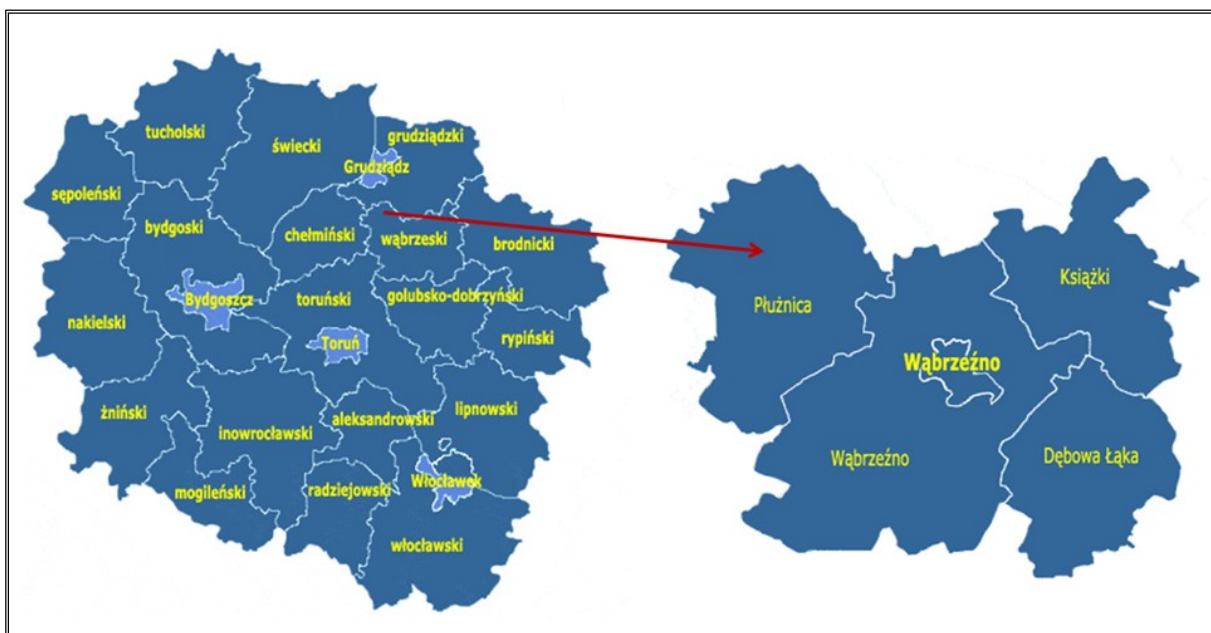 tucholski
świecki
grudziądzki
Grudziądz
sępoleński
bydgoski
chełmiński
wąbrzeski
brodnicki
Bydgoszcz
toruński
golubsko-dobrzyński
nakielski
Toruń
rypiński
żniński
inowrocławski
aleksandrowski
lipnowski
mogileński
radziejowski
Włocławek
włocławski
Płużnica
Książki
Wąbrzeźno
Wąbrzeźno
Dębowa Łąka